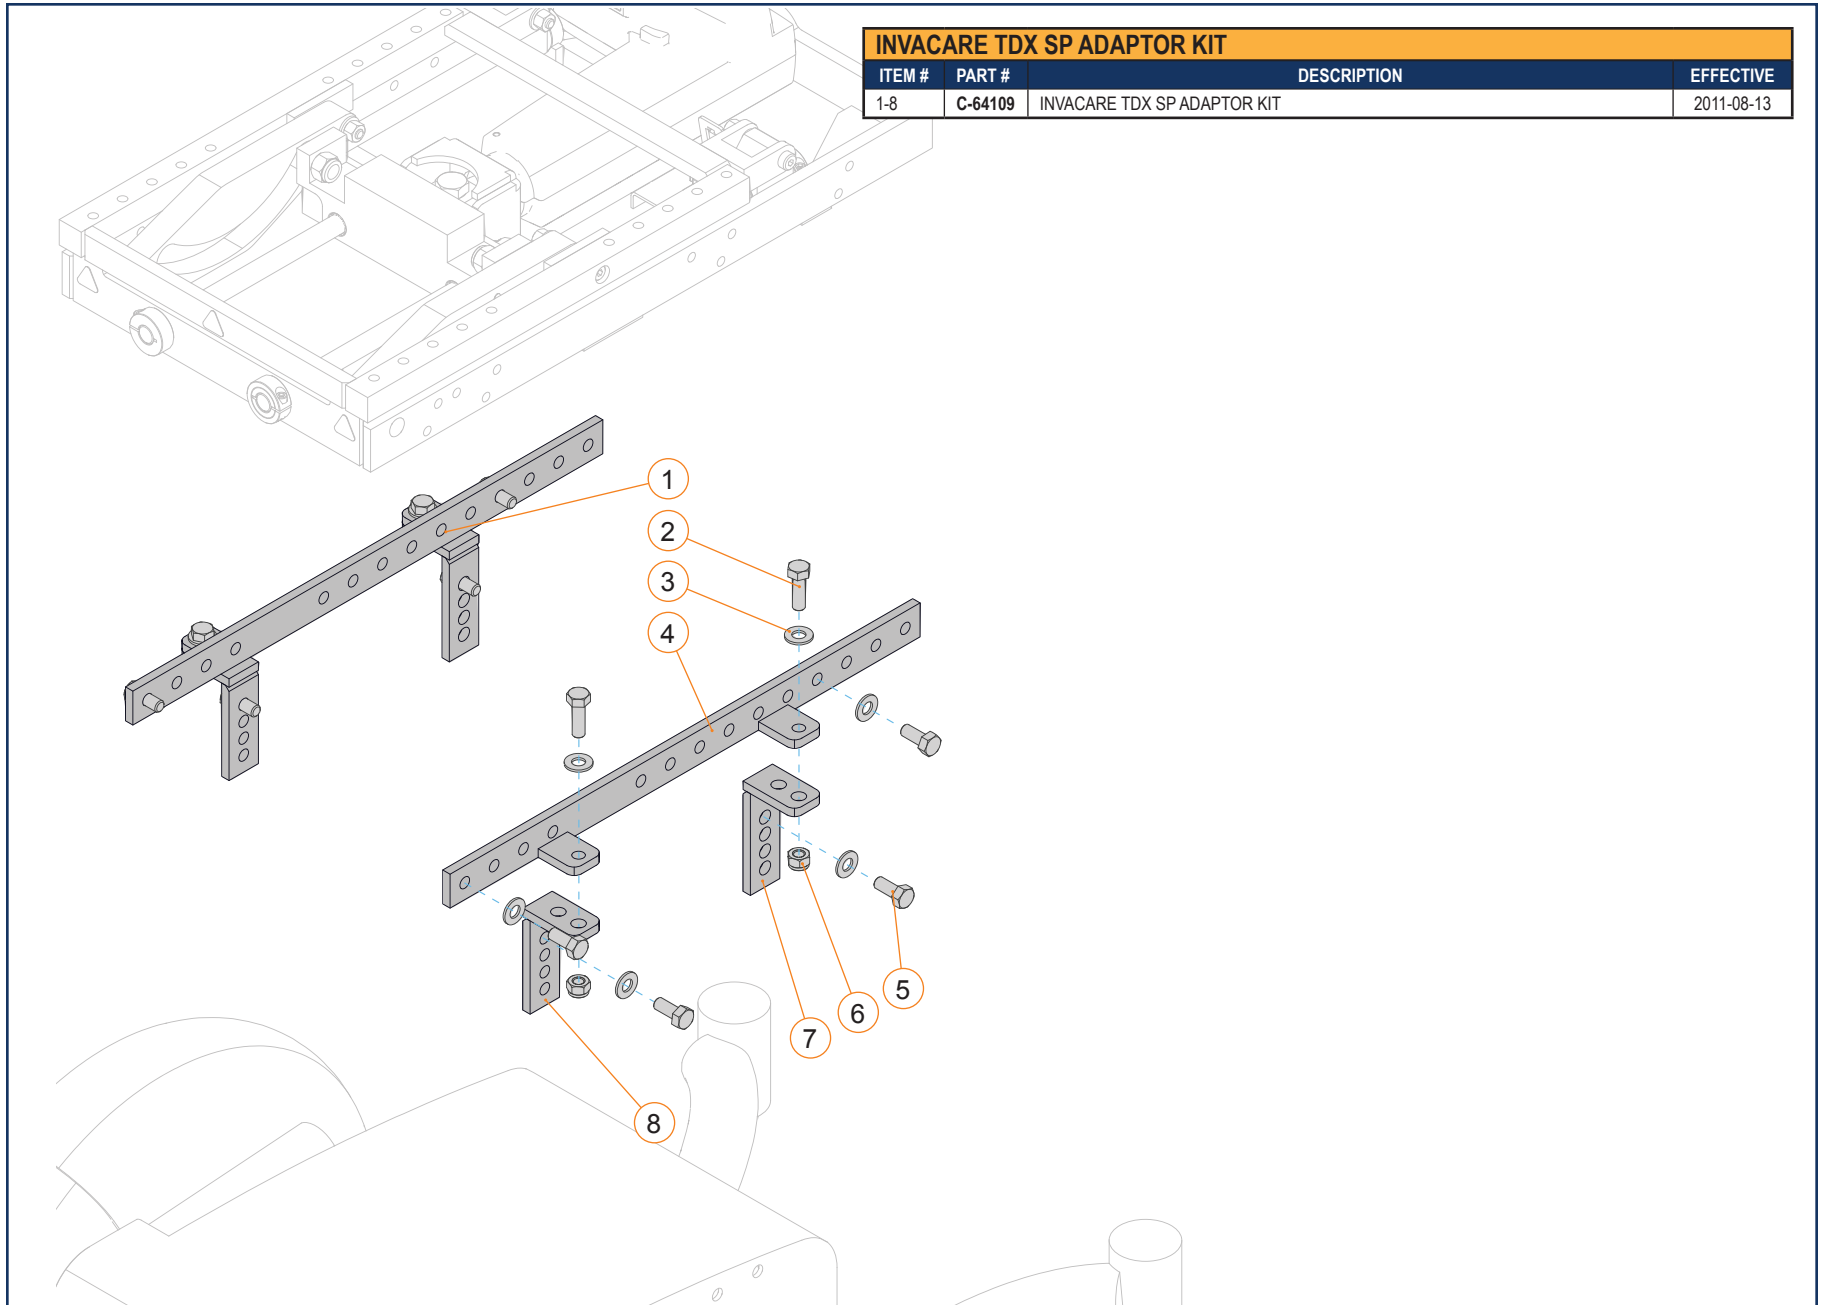 INVACARE TDX SP ADAPTOR KIT
ITEM # PART # DESCRIPTION EFFECTIVE
1-8 C-64109 INVACARE TDX SP ADAPTOR KIT 2011-08-13
1
2
3
4
5
6
7
8